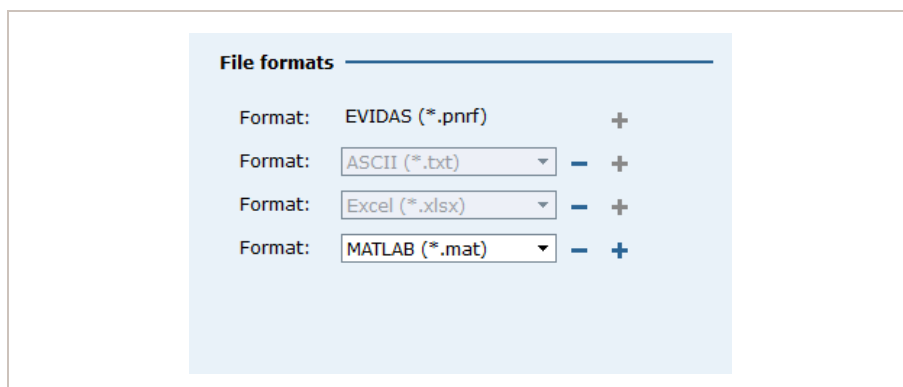 File formats
Format: EVIDAS (*.pnrf)
Format: ASCII (*.txt)
Format: Excel (*.xlsx)
Format: MATLAB (*.mat)